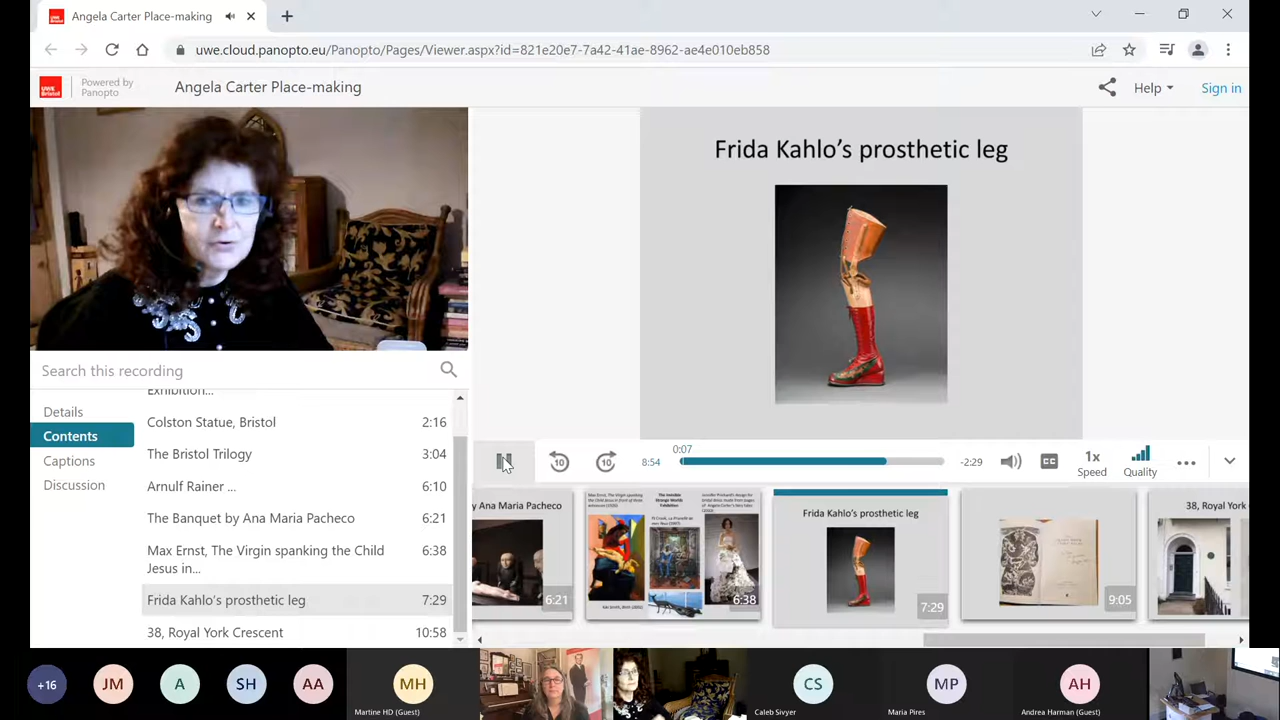 Angela Carter Place-making
uwe.cloud.panopto.eu/Panopto/Pages/Viewer.aspx?id=821e20e7-7a42-41ae-8962-ae4e010eb858
UWE
Bristol
Powered by
Panopto
Angela Carter Place-making
Help
Sign in
Frida Kahlo's prosthetic leg
Search this recording
Details
Contents
Captions
Discussion
Exhibition...
Colston Statue, Bristol 2:16
The Bristol Trilogy 3:04
Arnulf Rainer ... 6:10
The Banquet by Ana Maria Pacheco 6:21
Max Ernst, The Virgin spanking the Child
Jesus in... 6:38
Frida Kahlo's prosthetic leg 7:29
38, Royal York Crescent 10:58
10
10
8:54
0:07
-2:29
CC
1x
Speed
Quality
y Ana Maria Pacheco
6:21
6:38
Frida Kahlo's prosthetic leg
7:29
9:05
38, Royal York
+16
JM
A
SH
AA
MH
Martine HD (Guest)
CS
Caleb Sivyer
MP
Maria Pires
AH
Andrea Harman (Guest)